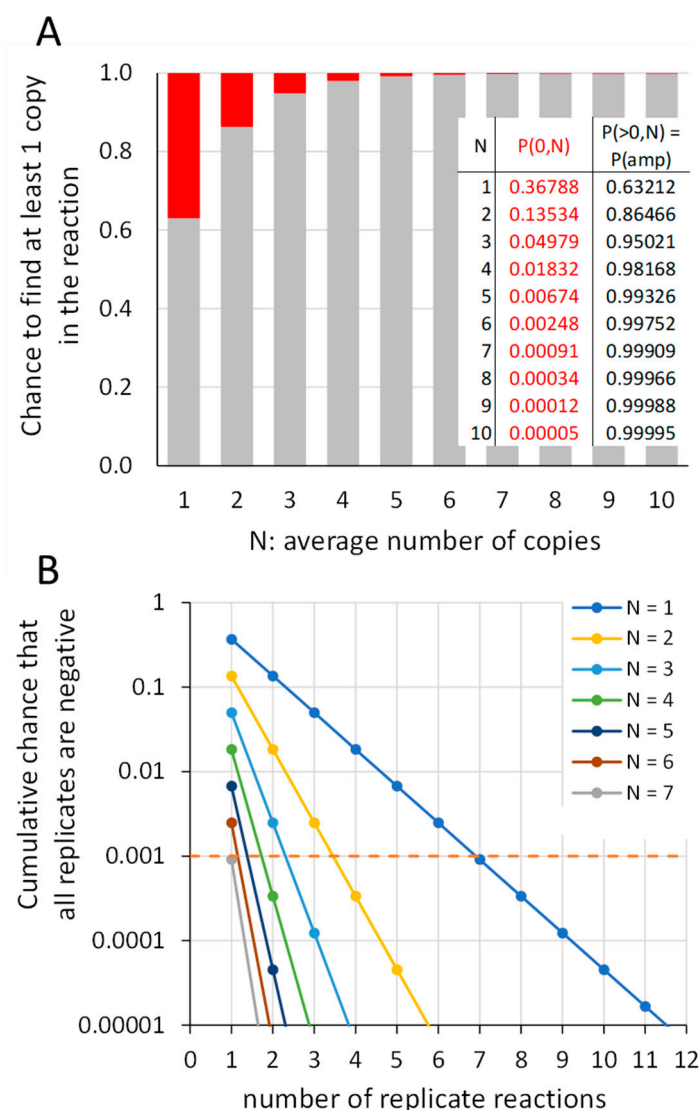 A
Chance to find at least 1 copy
in the reaction
1.0
0.8
0.6
0.4
0.2
0.0
N P(0,N) P(>0,N) =
P(amp)
1 0.36788 0.63212
2 0.13534 0.86466
3 0.04979 0.95021
4 0.01832 0.98168
5 0.00674 0.99326
6 0.00248 0.99752
7 0.00091 0.99909
8 0.00034 0.99966
9 0.00012 0.99988
10 0.00005 0.99995
1 2 3 4 5 6 7 8 9 10
N: average number of copies
B
Cumulative chance that
all replicates are negative
1
0.1
0.01
0.001
0.0001
0.00001
N = 1
N = 2
N = 3
N = 4
N = 5
N = 6
N = 7
0 1 2 3 4 5 6 7 8 9 10 11 12
number of replicate reactions